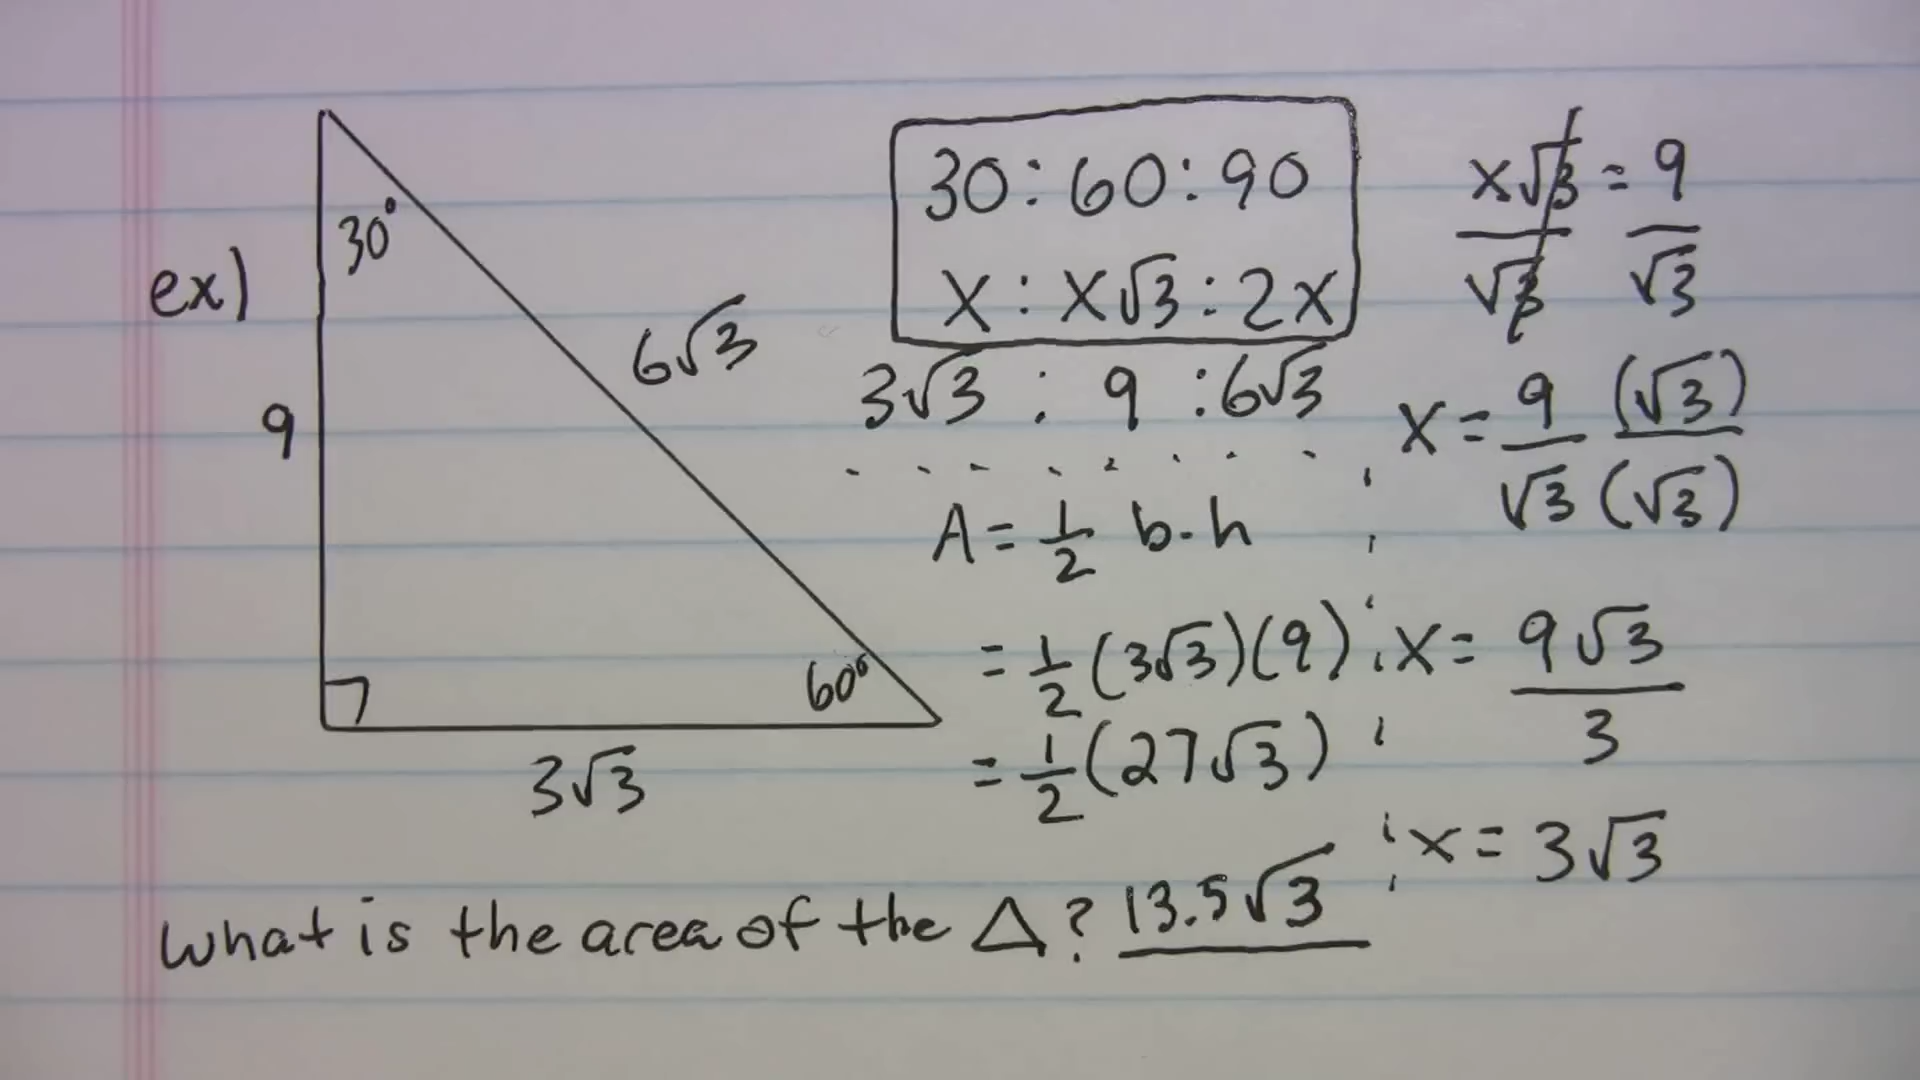 ex)
30°
9
6√3
60°
3√3
30:60:90
x : x√3 : 2x
3√3 : 9 : 6√3
A = 1/2 b·h
= 1/2 (3√3)(9)
= 1/2 (27√3)
x√3/√3 = 9/√3
x = 9/√3 (√3)/(√3)
x = 9√3/3
x = 3√3
What is the area of the Δ? 13.5√3